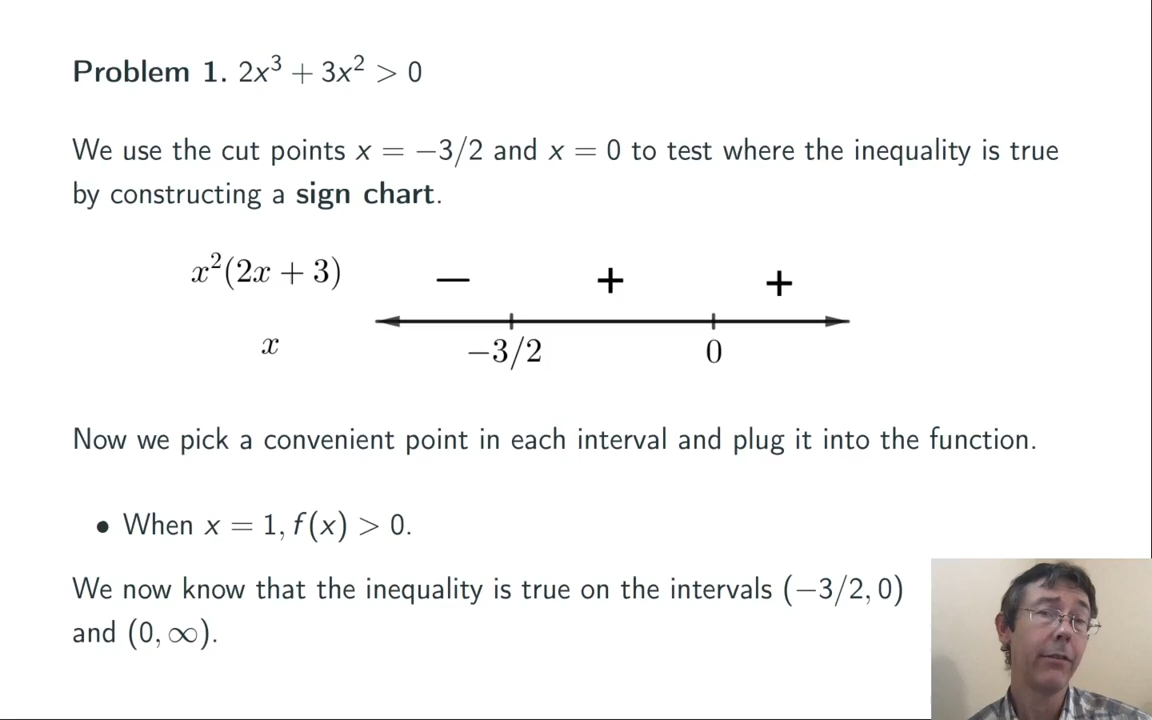 Problem 1. 2x³ + 3x² > 0
We use the cut points x = −3/2 and x = 0 to test where the inequality is true
by constructing a sign chart.
x²(2x + 3) − + +
x −3/2 0
Now we pick a convenient point in each interval and plug it into the function.
• When x = 1, f(x) > 0.
We now know that the inequality is true on the intervals (−3/2, 0)
and (0, ∞).